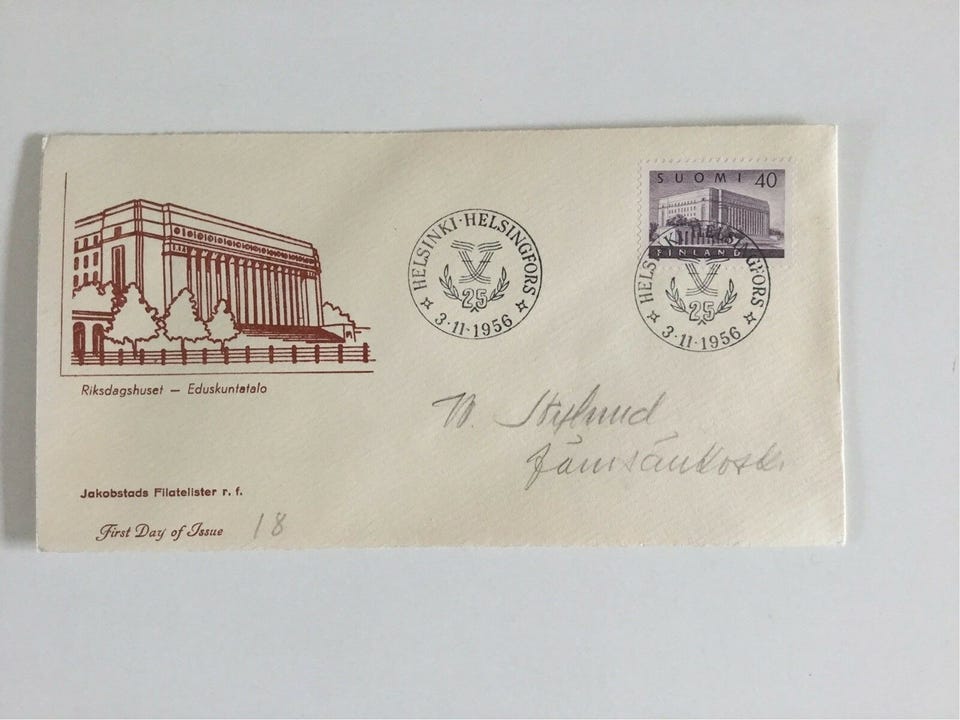 SUOMI 40
FINLAND
HELSINKI·HELSINGFORS
25
3·11·1956
HELSINKI·HELSINGFORS
25
3·11·1956
Riksdagshuset — Eduskuntatalo
Jämsänkoski
Jakobstads Filatelister r. f.
First Day of Issue 18